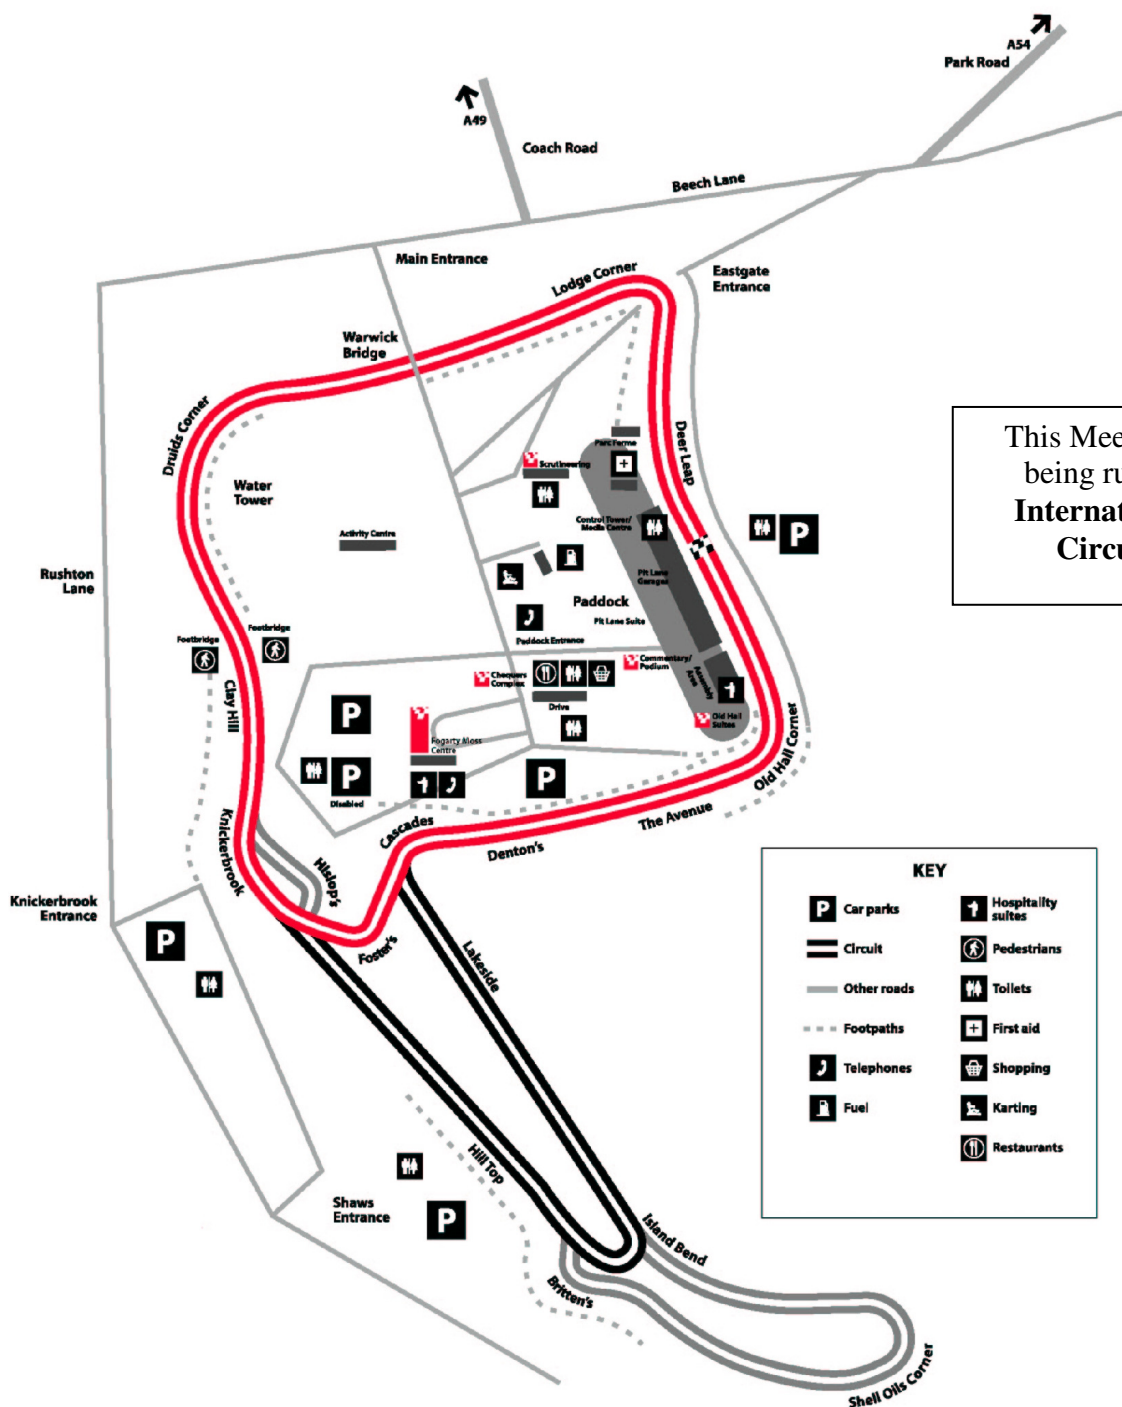 A54
Park Road
A49
Coach Road
Beech Lane
Main Entrance
Lodge Corner
Eastgate
Entrance
Warwick
Bridge
Druids Corner
Deer Leap
This Mee
being ru
Internat
Circu
Parc Ferme
Scrutineering
Water
Tower
Control Tower/
Media Centre
Activity Centre
P
Pit Lane
Garages
Rushton
Lane
Paddock
Pit Lane Suite
Footbridge
Footbridge
Paddock Entrance
Commentary/
Podium
Chequers
Complex
Assembly
Area
Clay Hill
P
Drive
Old Hall
Suites
Fogarty Moss
Centre
Old Hall Corner
P
Disabled
P
The Avenue
Cascades
Denton's
Knickerbrook
Hislop's
Knickerbrook
Entrance
P
Foster's
Lakeside
KEY
P Car parks
Circuit
Other roads
Footpaths
Telephones
Fuel
Hospitality
suites
Pedestrians
Toilets
First aid
Shopping
Karting
Restaurants
Hill Top
Shaws
Entrance
P
Island Bend
Britten's
Shell Oils Corner